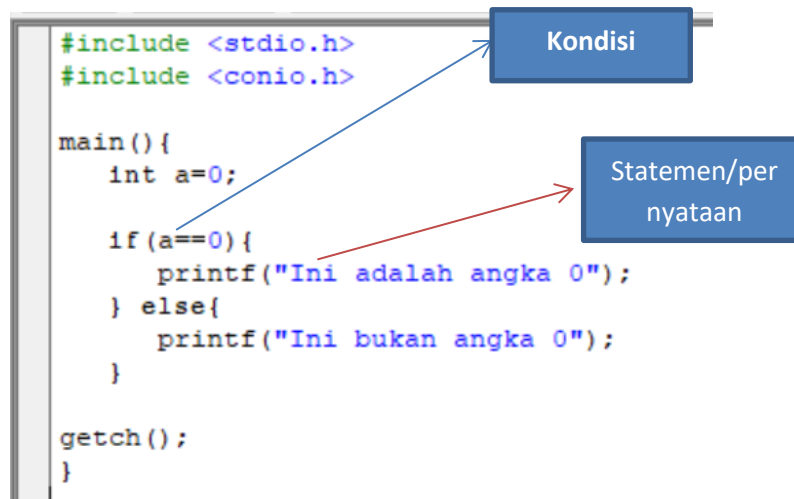 #include <stdio.h>
#include <conio.h>
Kondisi
main(){
int a=0;
Statemen/per
nyataan
if(a==0){
printf("Ini adalah angka 0");
} else{
printf("Ini bukan angka 0");
}
getch();
}